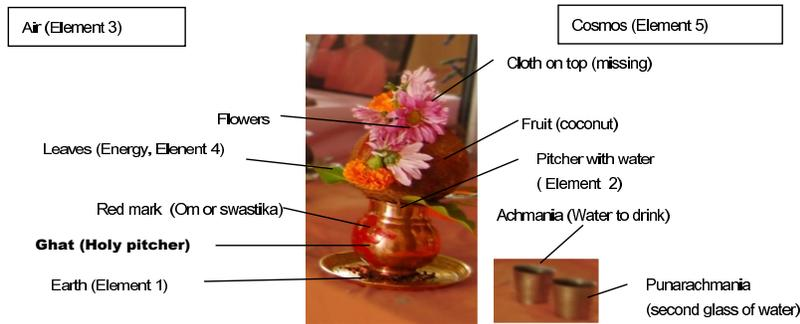 Air (Element 3)
Cosmos (Element 5)
Cloth on top (missing)
Flowers
Fruit (coconut)
Leaves (Energy, Elenent 4)
Pitcher with water
( Element 2)
Red mark (Om or swastika)
Achmania (Water to drink)
Ghat (Holy pitcher)
Earth (Element 1)
Punarachmania
(second glass of water)